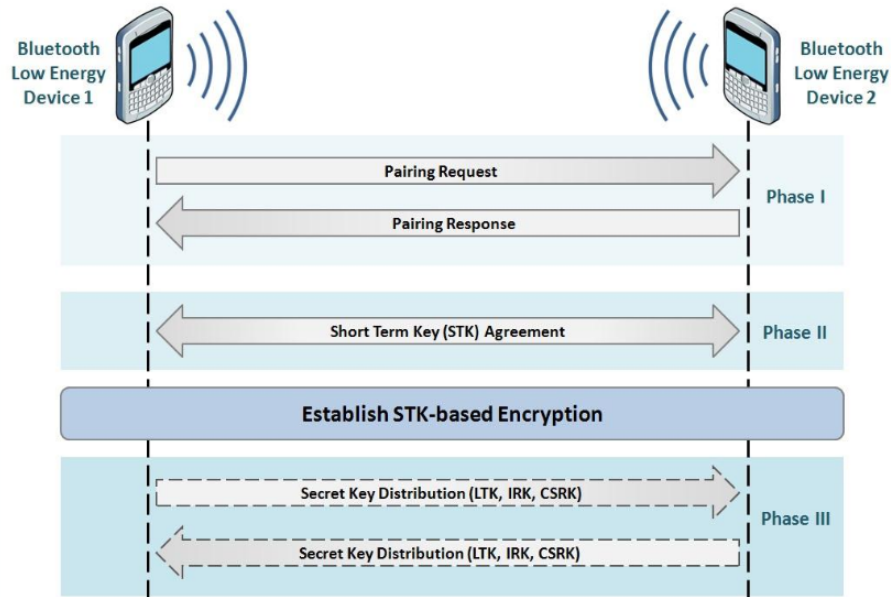 Bluetooth
Low Energy
Device 1
Bluetooth
Low Energy
Device 2
Pairing Request
Phase I
Pairing Response
Short Term Key (STK) Agreement
Phase II
Establish STK-based Encryption
Secret Key Distribution (LTK, IRK, CSRK)
Phase III
Secret Key Distribution (LTK, IRK, CSRK)